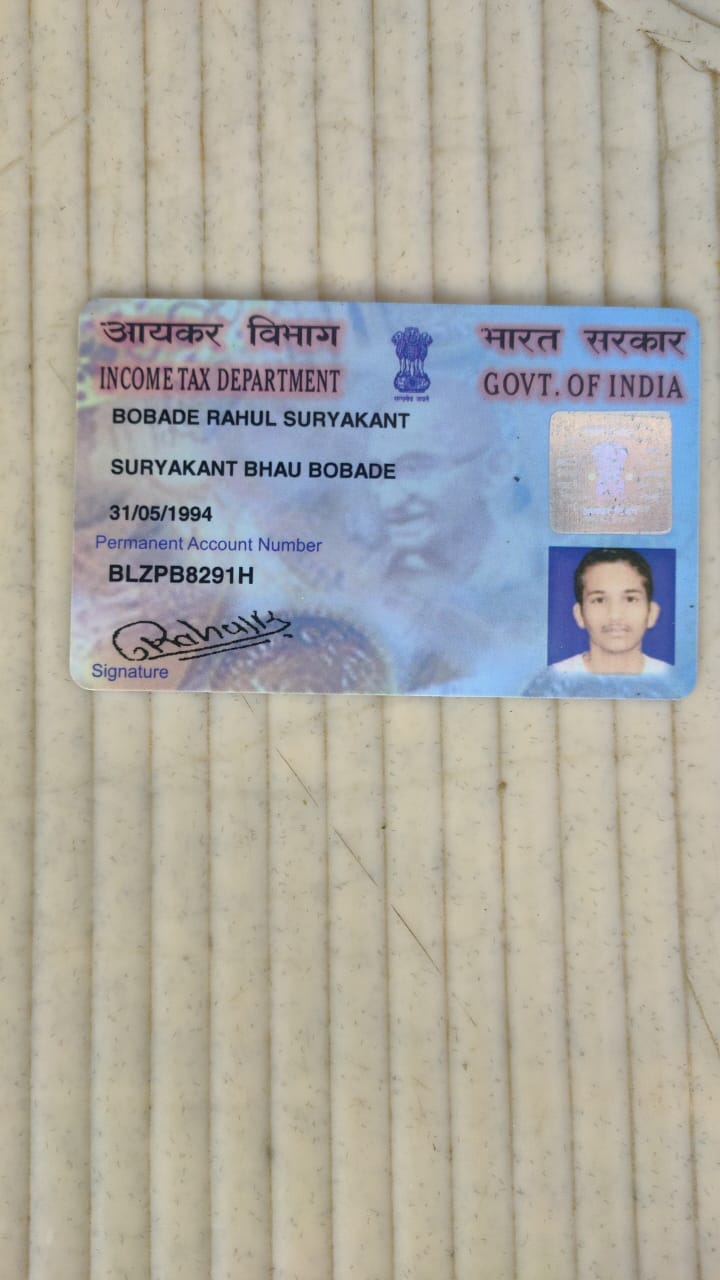 आयकर विभाग
INCOME TAX DEPARTMENT
भारत सरकार
GOVT. OF INDIA
सत्यमेव जयते
BOBADE RAHUL SURYAKANT
SURYAKANT BHAU BOBADE
31/05/1994
Permanent Account Number
BLZPB8291H
Signature